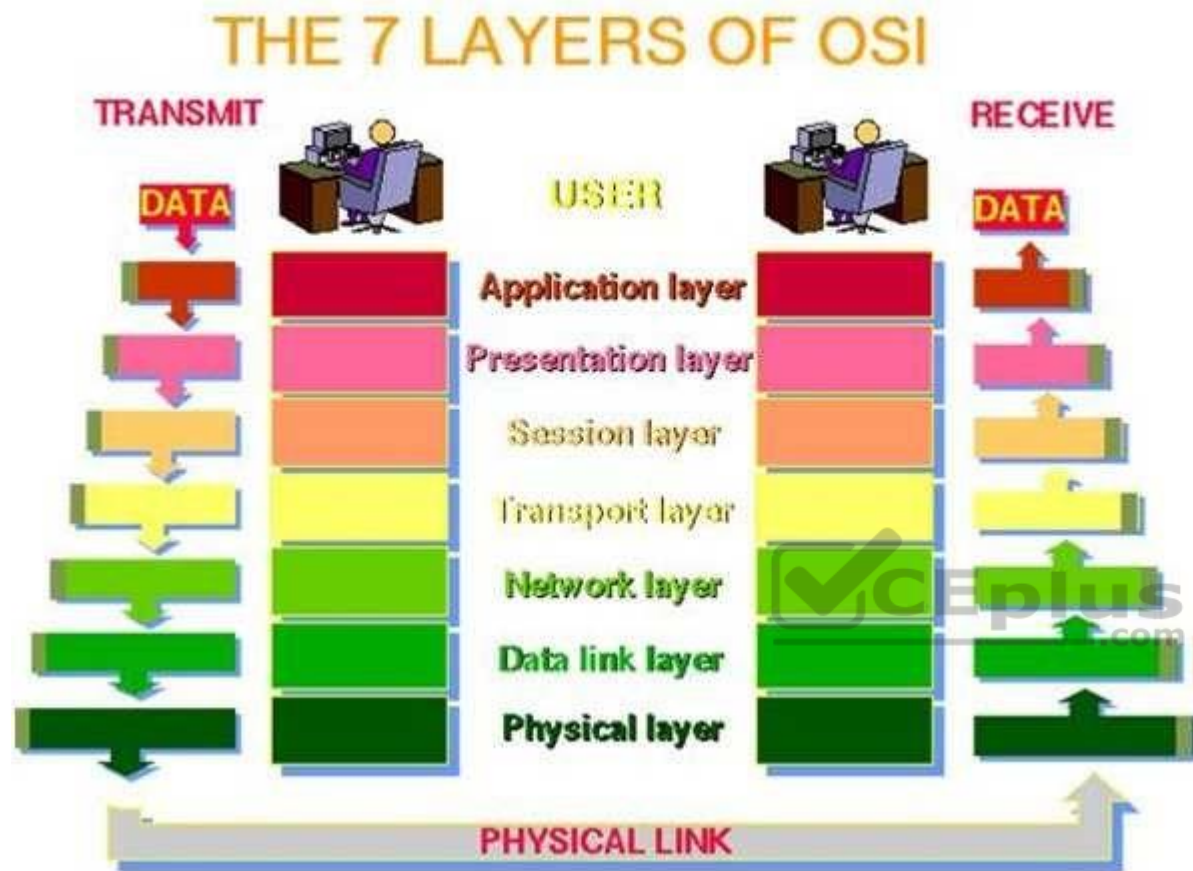 THE 7 LAYERS OF OSI
TRANSMIT
RECEIVE
DATA
USER
DATA
Application layer
Presentation layer
Session layer
Transport layer
Network layer
Data link layer
Physical layer
PHYSICAL LINK
CEplus
.com